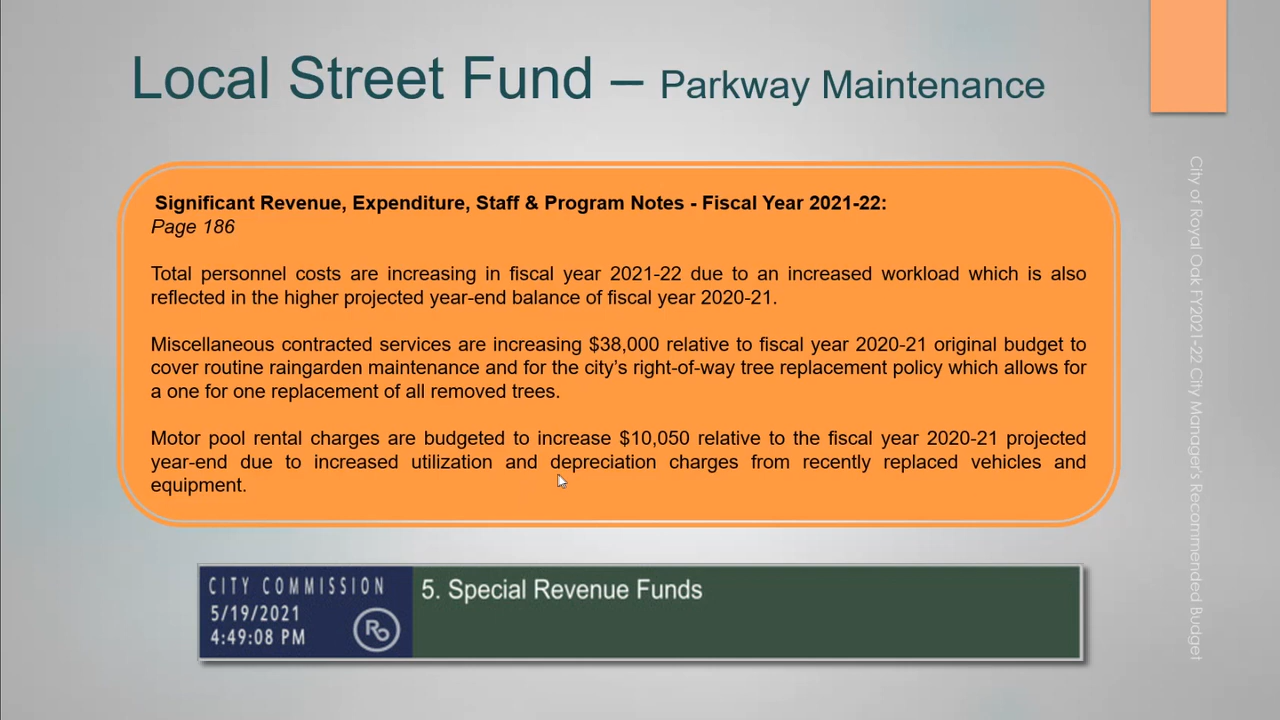 Local Street Fund – Parkway Maintenance
Significant Revenue, Expenditure, Staff & Program Notes - Fiscal Year 2021-22:
Page 186
Total personnel costs are increasing in fiscal year 2021-22 due to an increased workload which is also
reflected in the higher projected year-end balance of fiscal year 2020-21.
Miscellaneous contracted services are increasing $38,000 relative to fiscal year 2020-21 original budget to
cover routine raingarden maintenance and for the city's right-of-way tree replacement policy which allows for
a one for one replacement of all removed trees.
Motor pool rental charges are budgeted to increase $10,050 relative to the fiscal year 2020-21 projected
year-end due to increased utilization and depreciation charges from recently replaced vehicles and
equipment.
City of Royal Oak FY2021-22 City Manager's Recommended Budget
CITY COMMISSION
5/19/2021
4:49:08 PM
RO
5. Special Revenue Funds